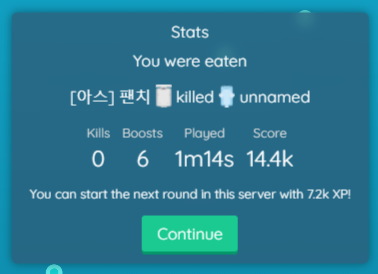 Stats
You were eaten
[아스] 팬치 killed unnamed
Kills Boosts Played Score
0 6 1m14s 14.4k
You can start the next round in this server with 7.2k XP!
Continue